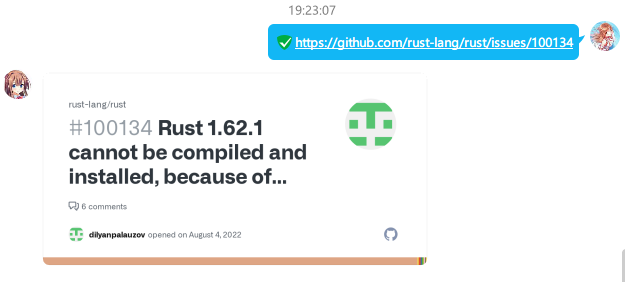 19:23:07
https://github.com/rust-lang/rust/issues/100134
rust-lang/rust
#100134 Rust 1.62.1
cannot be compiled and
installed, because of...
6 comments
dilyanpalauzov opened on August 4, 2022